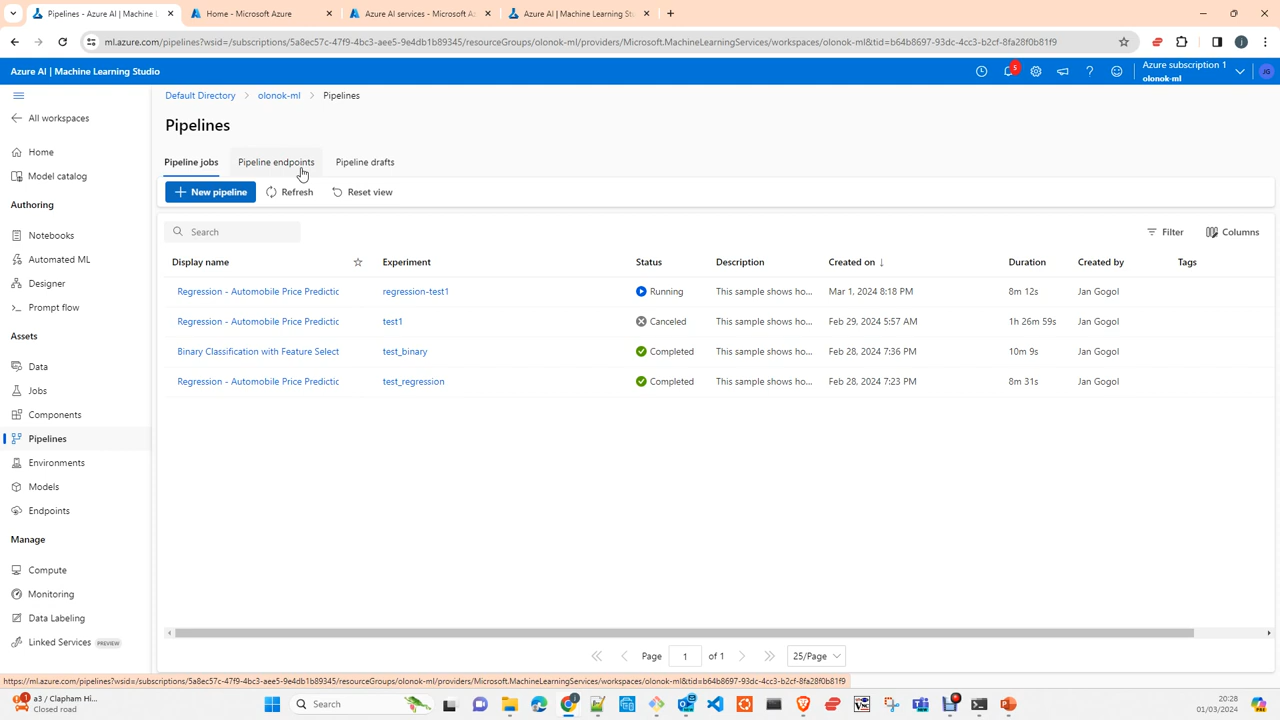 Pipelines - Azure AI | Machine L
Home - Microsoft Azure
Azure AI services - Microsoft Az
Azure AI | Machine Learning Stu
ml.azure.com/pipelines?wsid=/subscriptions/5a8ec57c-47f9-4bc3-aee5-9e4db1b89345/resourceGroups/olonok-ml/providers/Microsoft.MachineLearningServices/workspaces/olonok-ml&tid=b64b8697-93dc-4cc3-b2cf-8fa28f0b81f9
Azure AI | Machine Learning Studio
5
Azure subscription 1
olonok-ml
JG
All workspaces
Home
Model catalog
Authoring
Notebooks
Automated ML
Designer
Prompt flow
Assets
Data
Jobs
Components
Pipelines
Environments
Models
Endpoints
Manage
Compute
Monitoring
Data Labeling
Linked Services PREVIEW
Default Directory > olonok-ml > Pipelines
Pipelines
Pipeline jobs Pipeline endpoints Pipeline drafts
New pipeline Refresh Reset view
Search Filter Columns
Display name Experiment Status Description Created on ↓ Duration Created by Tags
Regression - Automobile Price Predictic regression-test1 Running This sample shows ho... Mar 1, 2024 8:18 PM 8m 12s Jan Gogol
Regression - Automobile Price Predictic test1 Canceled This sample shows ho... Feb 29, 2024 5:57 AM 1h 26m 59s Jan Gogol
Binary Classification with Feature Select test_binary Completed This sample shows ho... Feb 28, 2024 7:36 PM 10m 9s Jan Gogol
Regression - Automobile Price Predictic test_regression Completed This sample shows ho... Feb 28, 2024 7:23 PM 8m 31s Jan Gogol
Page 1 of 1 25/Page
https://ml.azure.com/pipelines?wsid=/subscriptions/5a8ec57c-47f9-4bc3-aee5-9e4db1b89345/resourceGroups/olonok-ml/providers/Microsoft.MachineLearningServices/workspaces/olonok-ml&tid=b64b8697-93dc-4cc3-b2cf-8fa28f0b81f9
a3 / Clapham Hi...
Closed road
Search
20:28
01/03/2024